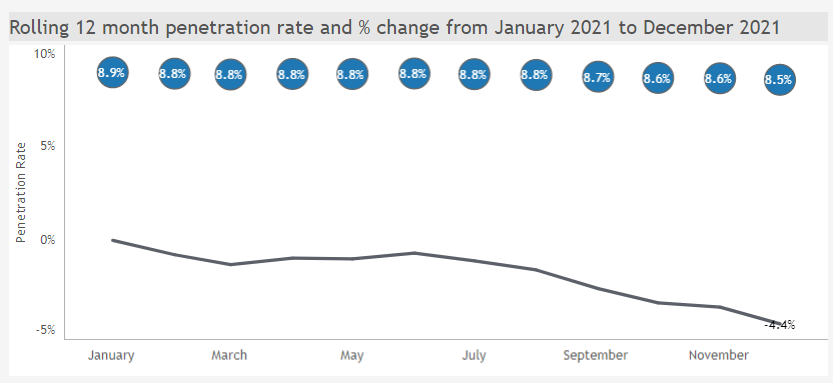 Rolling 12 month penetration rate and % change from January 2021 to December 2021
10%
8.9% 8.8% 8.8% 8.8% 8.8% 8.8% 8.8% 8.8% 8.7% 8.6% 8.6% 8.5%
5%
Penetration Rate
0%
-5%
-4.4%
January March May July September November